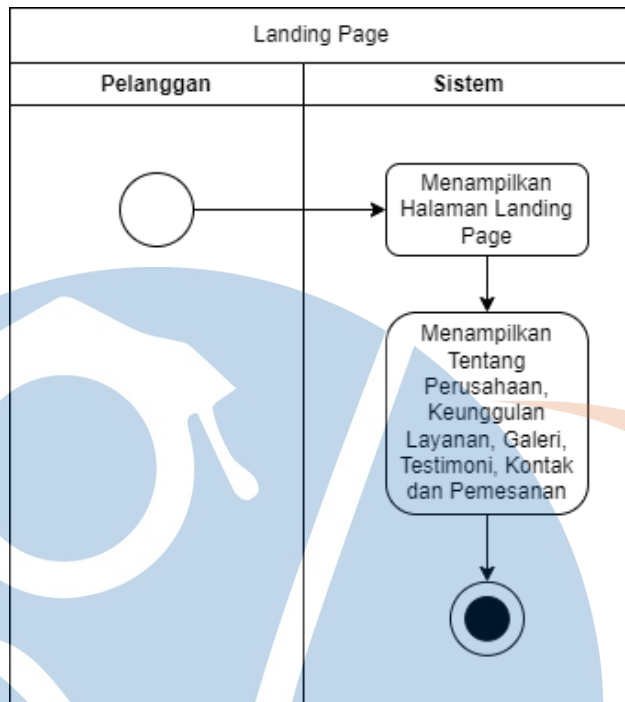 Landing Page
Pelanggan
Sistem
Menampilkan
Halaman Landing
Page
Menampilkan
Tentang
Perusahaan,
Keunggulan
Layanan, Galeri,
Testimoni, Kontak
dan Pemesanan